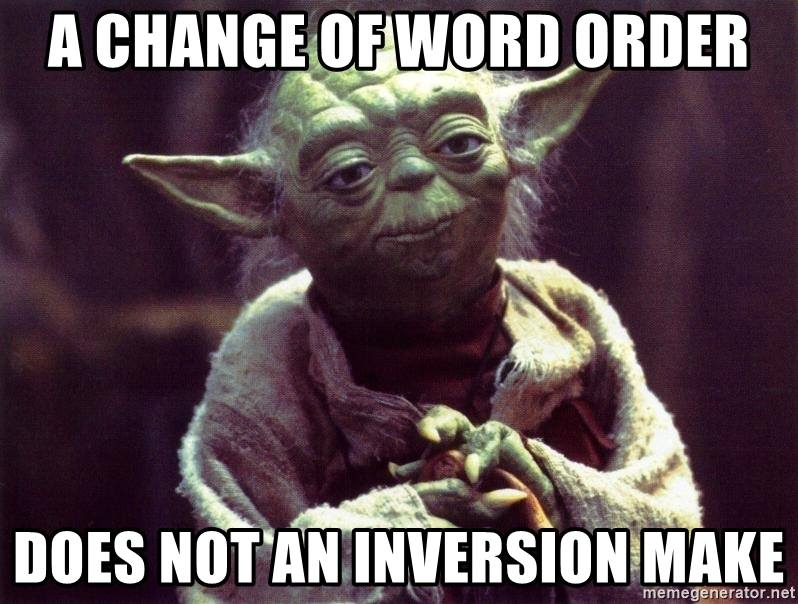 A CHANGE OF WORD ORDER
DOES NOT AN INVERSION MAKE
memegenerator.net